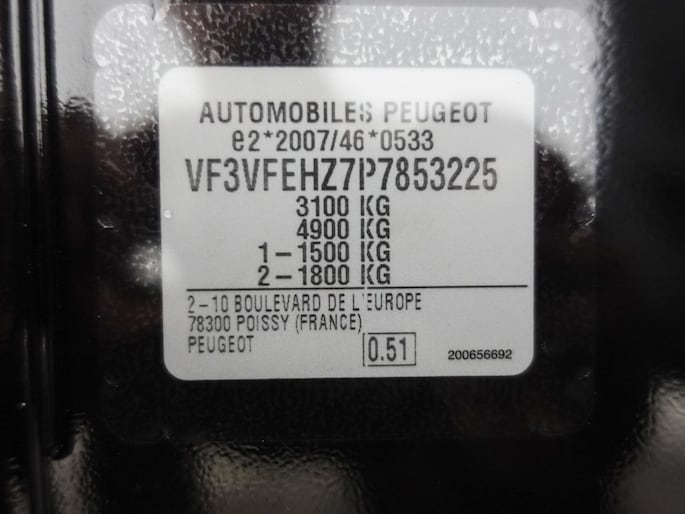 AUTOMOBILES PEUGEOT
e2*2007/46*0533
VF3VFEHZ7P7853225
3100 KG
4900 KG
1-1500 KG
2-1800 KG
2-10 BOULEVARD DE L'EUROPE
78300 POISSY (FRANCE)
PEUGEOT
0.51
200656692